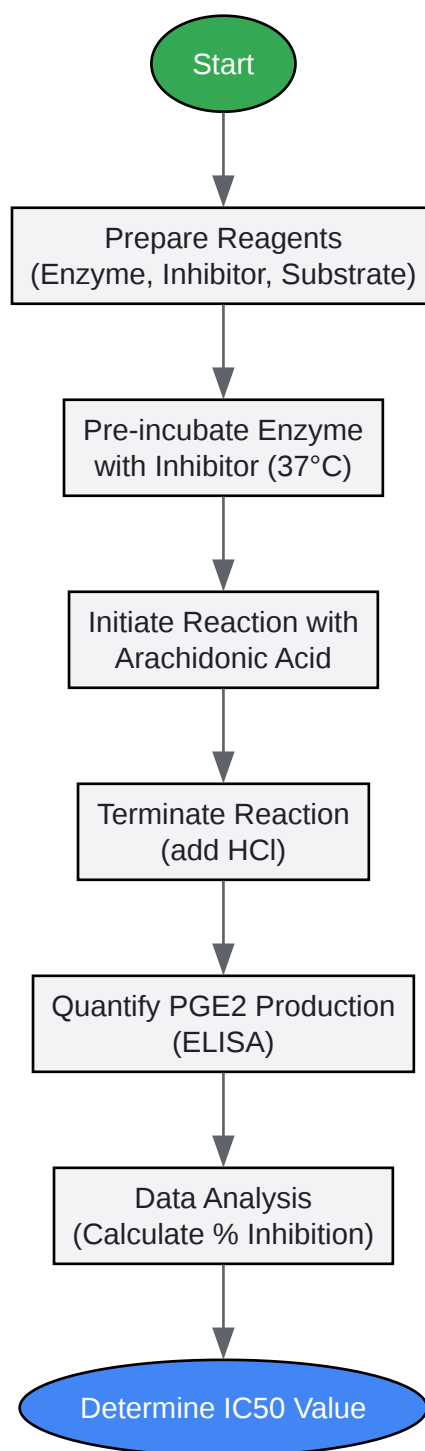 Start
Prepare Reagents
(Enzyme, Inhibitor, Substrate)
Pre-incubate Enzyme
with Inhibitor (37°C)
Initiate Reaction with
Arachidonic Acid
Terminate Reaction
(add HCl)
Quantify PGE2 Production
(ELISA)
Data Analysis
(Calculate % Inhibition)
Determine IC50 Value